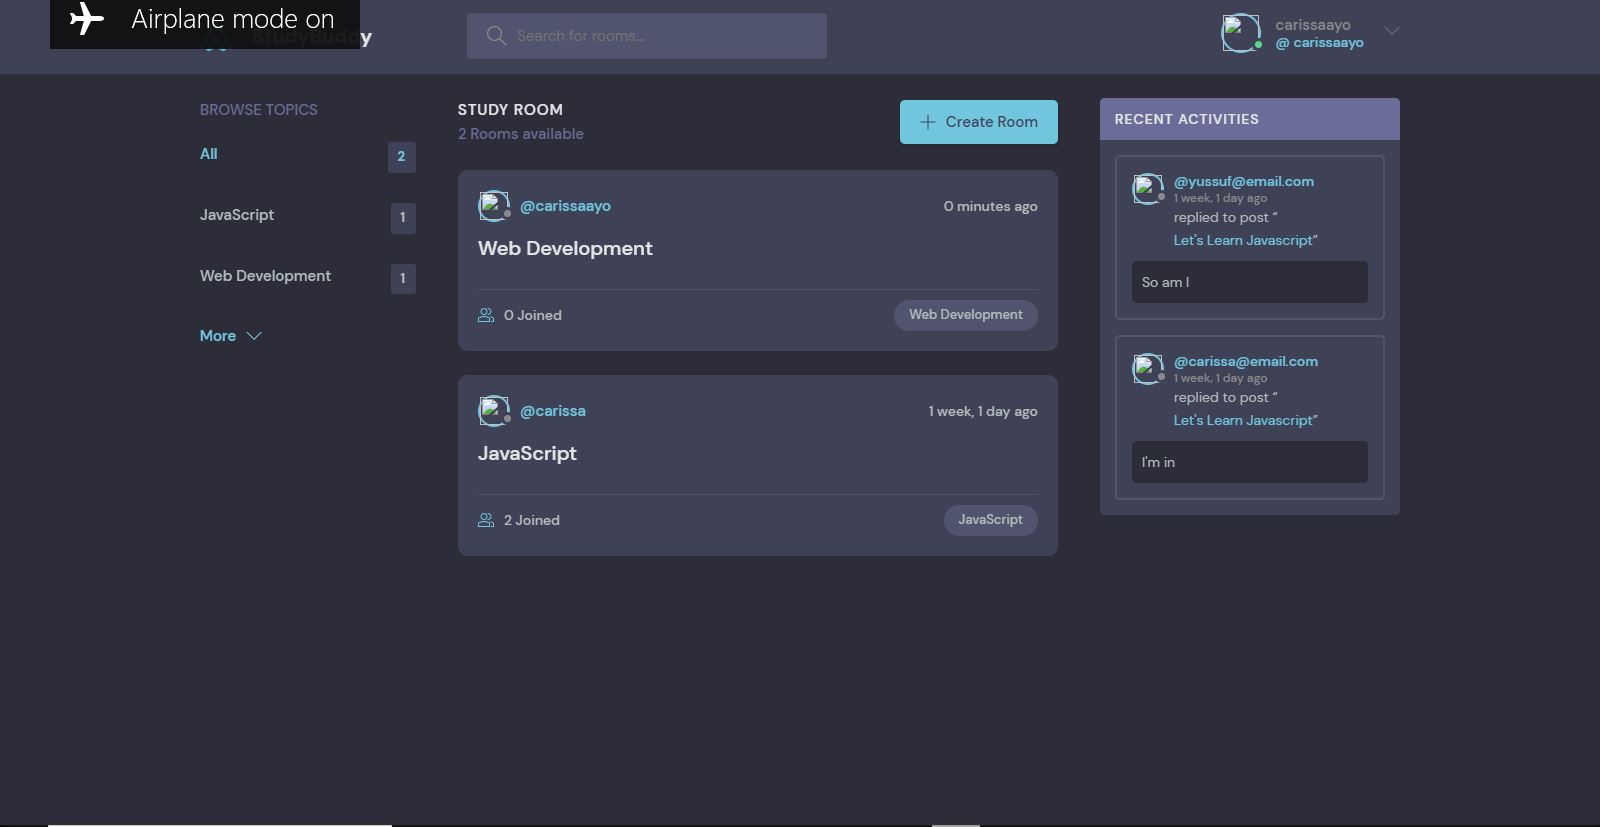 Airplane mode on
StudyBuddy
Search for rooms...
carissaayo
@ carissaayo
BROWSE TOPICS
All 2
JavaScript 1
Web Development 1
More
STUDY ROOM
2 Rooms available
Create Room
@carissaayo 0 minutes ago
Web Development
0 Joined Web Development
@carissa 1 week, 1 day ago
JavaScript
2 Joined JavaScript
RECENT ACTIVITIES
@yussuf@email.com
1 week, 1 day ago
replied to post “
Let's Learn Javascript”
So am I
@carissa@email.com
1 week, 1 day ago
replied to post “
Let's Learn Javascript”
I'm in